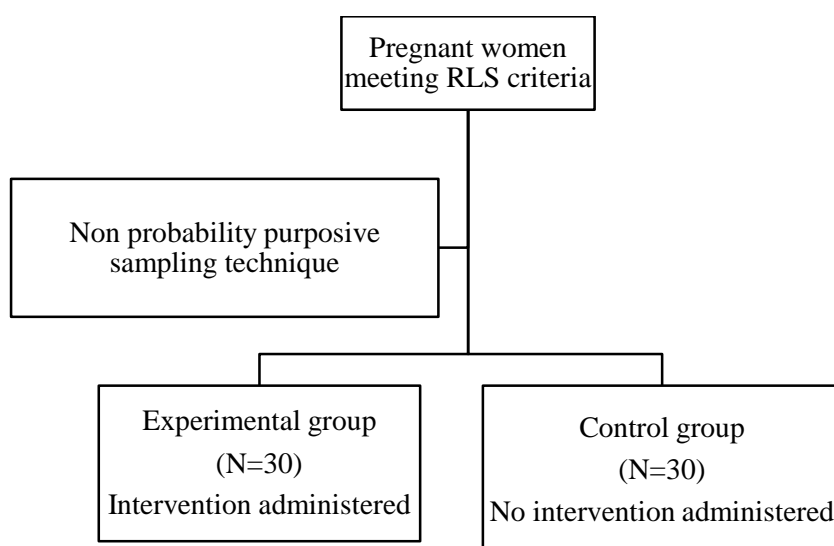 Pregnant women
meeting RLS criteria
Non probability purposive
sampling technique
Experimental group
(N=30)
Intervention administered
Control group
(N=30)
No intervention administered